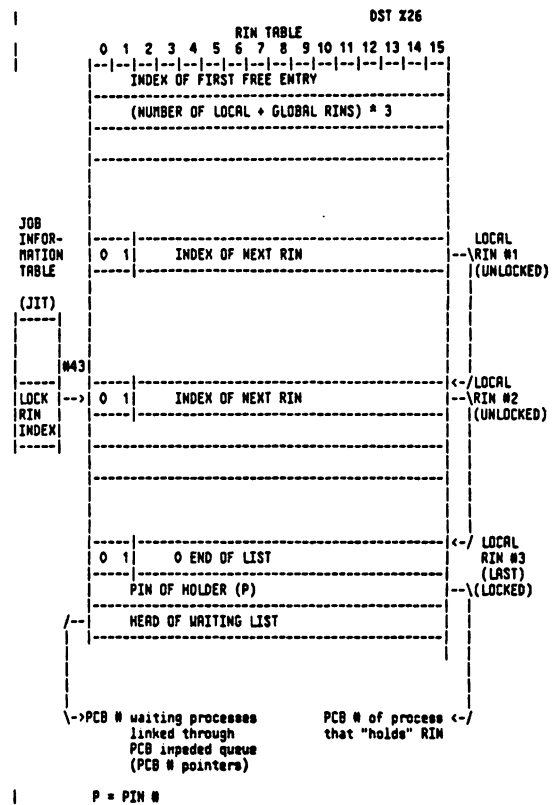 DST %26
RIN TABLE
0 1 2 3 4 5 6 7 8 9 10 11 12 13 14 15
INDEX OF FIRST FREE ENTRY
(NUMBER OF LOCAL + GLOBAL RINS) * 3
JOB
INFOR-
MATION
TABLE
(JIT)
0 1 INDEX OF NEXT RIN
LOCAL
RIN #1
(UNLOCKED)
#43
LOCK
RIN
INDEX
0 1 INDEX OF NEXT RIN
LOCAL
RIN #2
(UNLOCKED)
0 1 0 END OF LIST
LOCAL
RIN #3
(LAST)
(LOCKED)
PIN OF HOLDER (P)
HEAD OF WAITING LIST
PCB # waiting processes
linked through
PCB impeded queue
(PCB # pointers)
PCB # of process
that "holds" RIN
P = PIN #